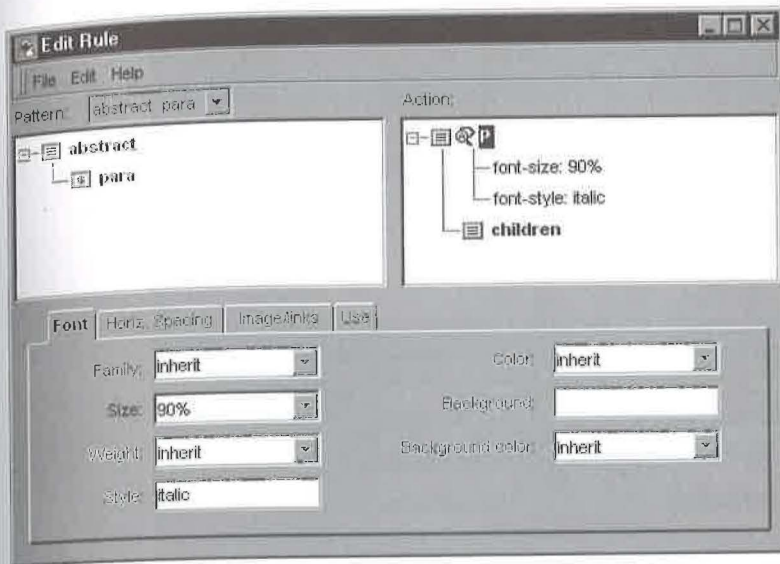 Edit Rule
File Edit Help
Pattern: abstract para
Action:
abstract
para
P
font-size: 90%
font-style: italic
children
Font Horiz. Spacing Image/links Use
Family: inherit
Size: 90%
Weight: inherit
Style: italic
Color: inherit
Background:
Background color: inherit